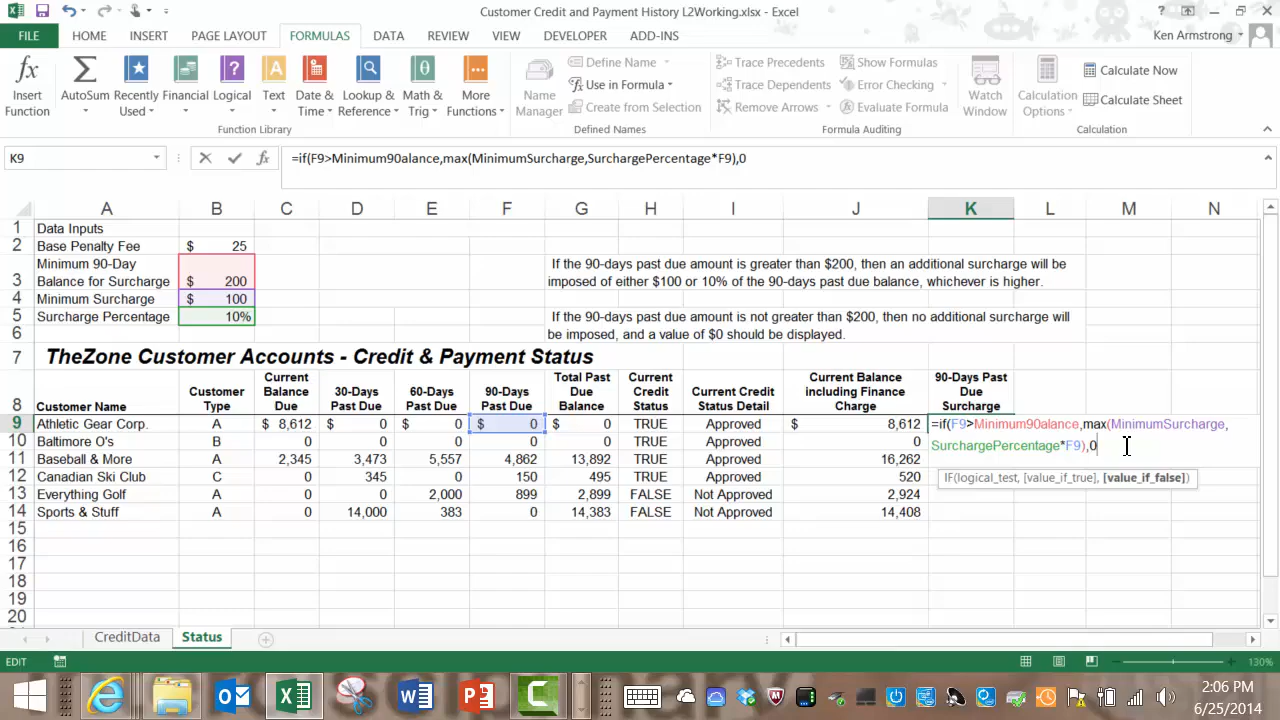 Customer Credit and Payment History L2Working.xlsx - Excel
FILE HOME INSERT PAGE LAYOUT FORMULAS DATA REVIEW VIEW DEVELOPER ADD-INS Ken Armstrong
Insert Function
AutoSum
Recently Used
Financial
Logical
Text
Date & Time
Lookup & Reference
Math & Trig
More Functions
Function Library
Name Manager
Define Name
Use in Formula
Create from Selection
Defined Names
Trace Precedents
Trace Dependents
Remove Arrows
Show Formulas
Error Checking
Evaluate Formula
Formula Auditing
Watch Window
Calculation Options
Calculate Now
Calculate Sheet
Calculation
K9 =if(F9>Minimum90alance,max(MinimumSurcharge,SurchargePercentage*F9),0
A B C D E F G H I J K L M N
1 Data Inputs
2 Base Penalty Fee $ 25
Minimum 90-Day If the 90-days past due amount is greater than $200, then an additional surcharge will be
3 Balance for Surcharge $ 200 imposed of either $100 or 10% of the 90-days past due balance, whichever is higher.
4 Minimum Surcharge $ 100
5 Surcharge Percentage 10% If the 90-days past due amount is not greater than $200, then no additional surcharge will
6 be imposed, and a value of $0 should be displayed.
7 TheZone Customer Accounts - Credit & Payment Status
8 Customer Name Customer Type Current Balance Due 30-Days Past Due 60-Days Past Due 90-Days Past Due Total Past Due Balance Current Credit Status Current Credit Status Detail Current Balance including Finance Charge 90-Days Past Due Surcharge
9 Athletic Gear Corp. A $ 8,612 $ 0 $ 0 $ 0 $ 0 TRUE Approved $ 8,612 =if(F9>Minimum90alance,max(MinimumSurcharge,
SurchargePercentage*F9),0
10 Baltimore O's B 0 0 0 0 0 TRUE Approved 0
11 Baseball & More A 2,345 3,473 5,557 4,862 13,892 TRUE Approved 16,262
12 Canadian Ski Club C 0 345 0 150 495 TRUE Approved 520
IF(logical_test, [value_if_true], [value_if_false])
13 Everything Golf A 0 0 2,000 899 2,899 FALSE Not Approved 2,924
14 Sports & Stuff A 0 14,000 383 0 14,383 FALSE Not Approved 14,408
15
16
17
18
19
20
CreditData Status
EDIT 130%
2:06 PM
6/25/2014